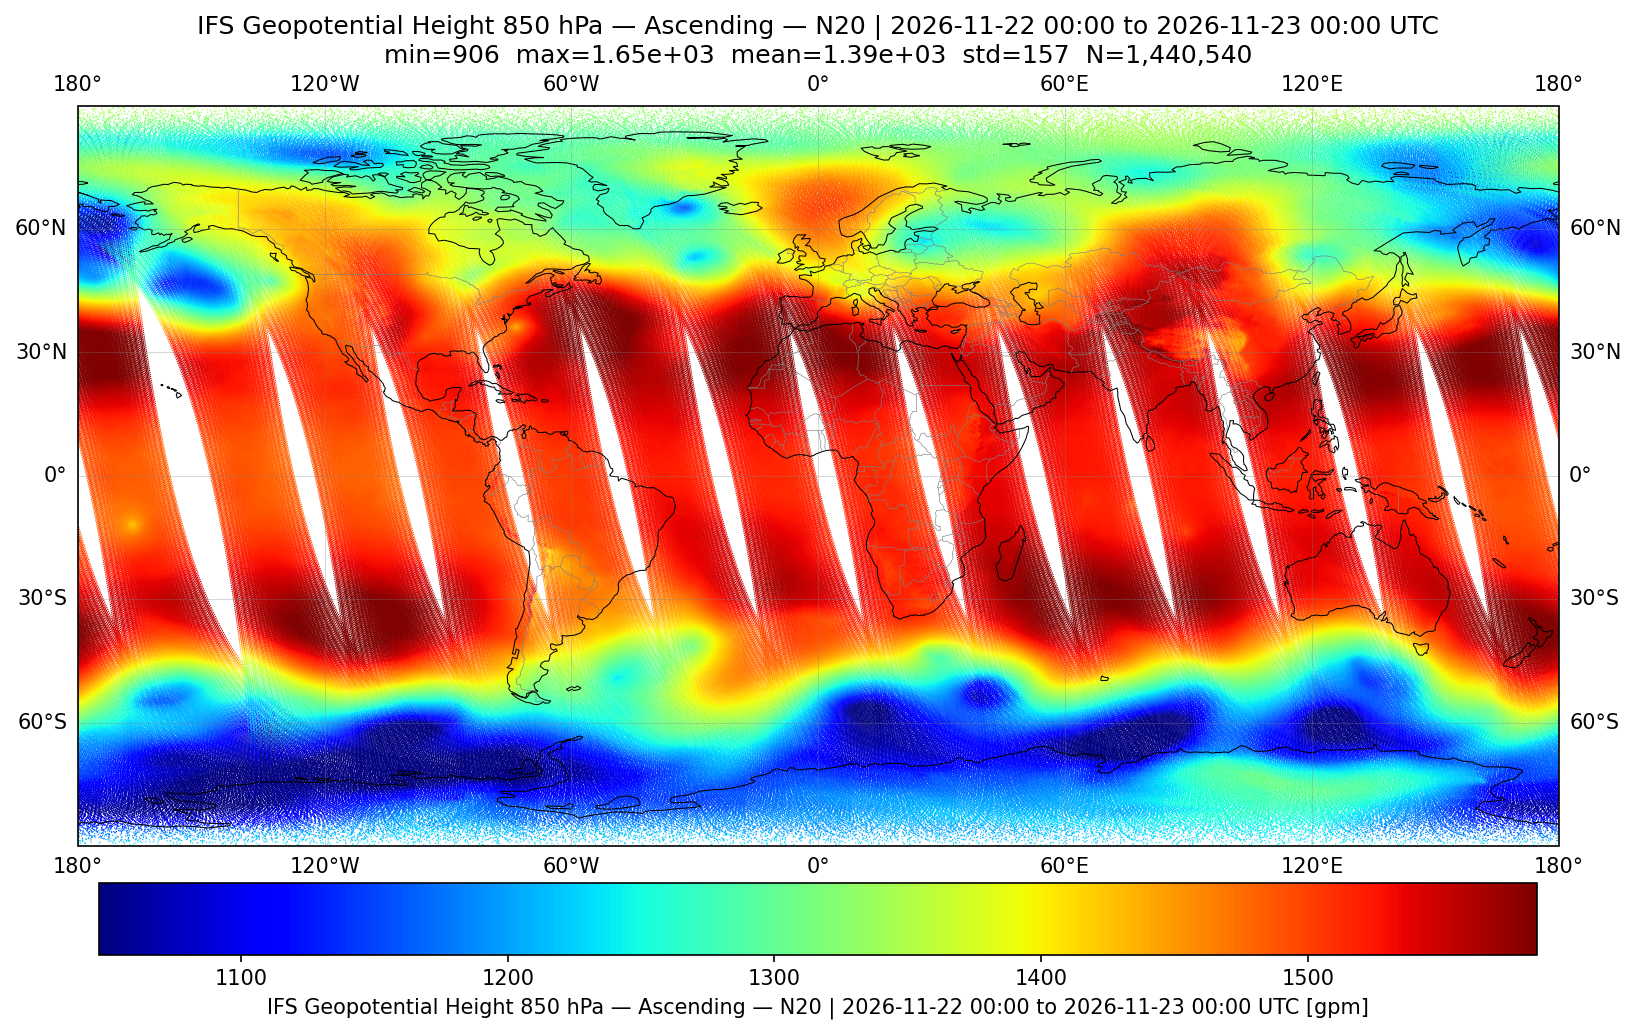 IFS Geopotential Height 850 hPa — Ascending — N20 | 2026-11-22 00:00 to 2026-11-23 00:00 UTC
min=906 max=1.65e+03 mean=1.39e+03 std=157 N=1,440,540
180° 120°W 60°W 0° 60°E 120°E 180°
60°N 60°N
30°N 30°N
0° 0°
30°S 30°S
60°S 60°S
180° 120°W 60°W 0° 60°E 120°E 180°
1100 1200 1300 1400 1500
IFS Geopotential Height 850 hPa — Ascending — N20 | 2026-11-22 00:00 to 2026-11-23 00:00 UTC [gpm]